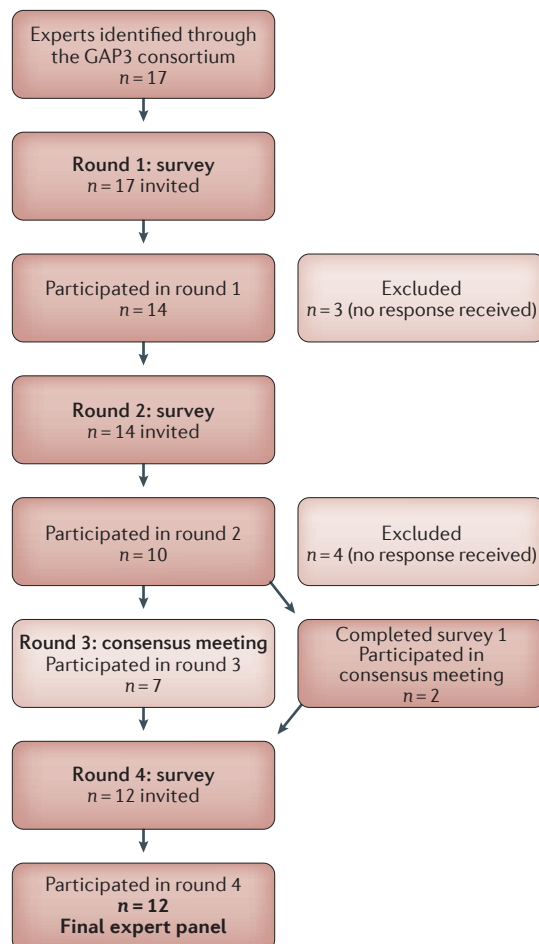 Experts identified through
the GAP3 consortium
n = 17
Round 1: survey
n = 17 invited
Participated in round 1
n = 14
Excluded
n = 3 (no response received)
Round 2: survey
n = 14 invited
Participated in round 2
n = 10
Excluded
n = 4 (no response received)
Round 3: consensus meeting
Participated in round 3
n = 7
Completed survey 1
Participated in
consensus meeting
n = 2
Round 4: survey
n = 12 invited
Participated in round 4
n = 12
Final expert panel